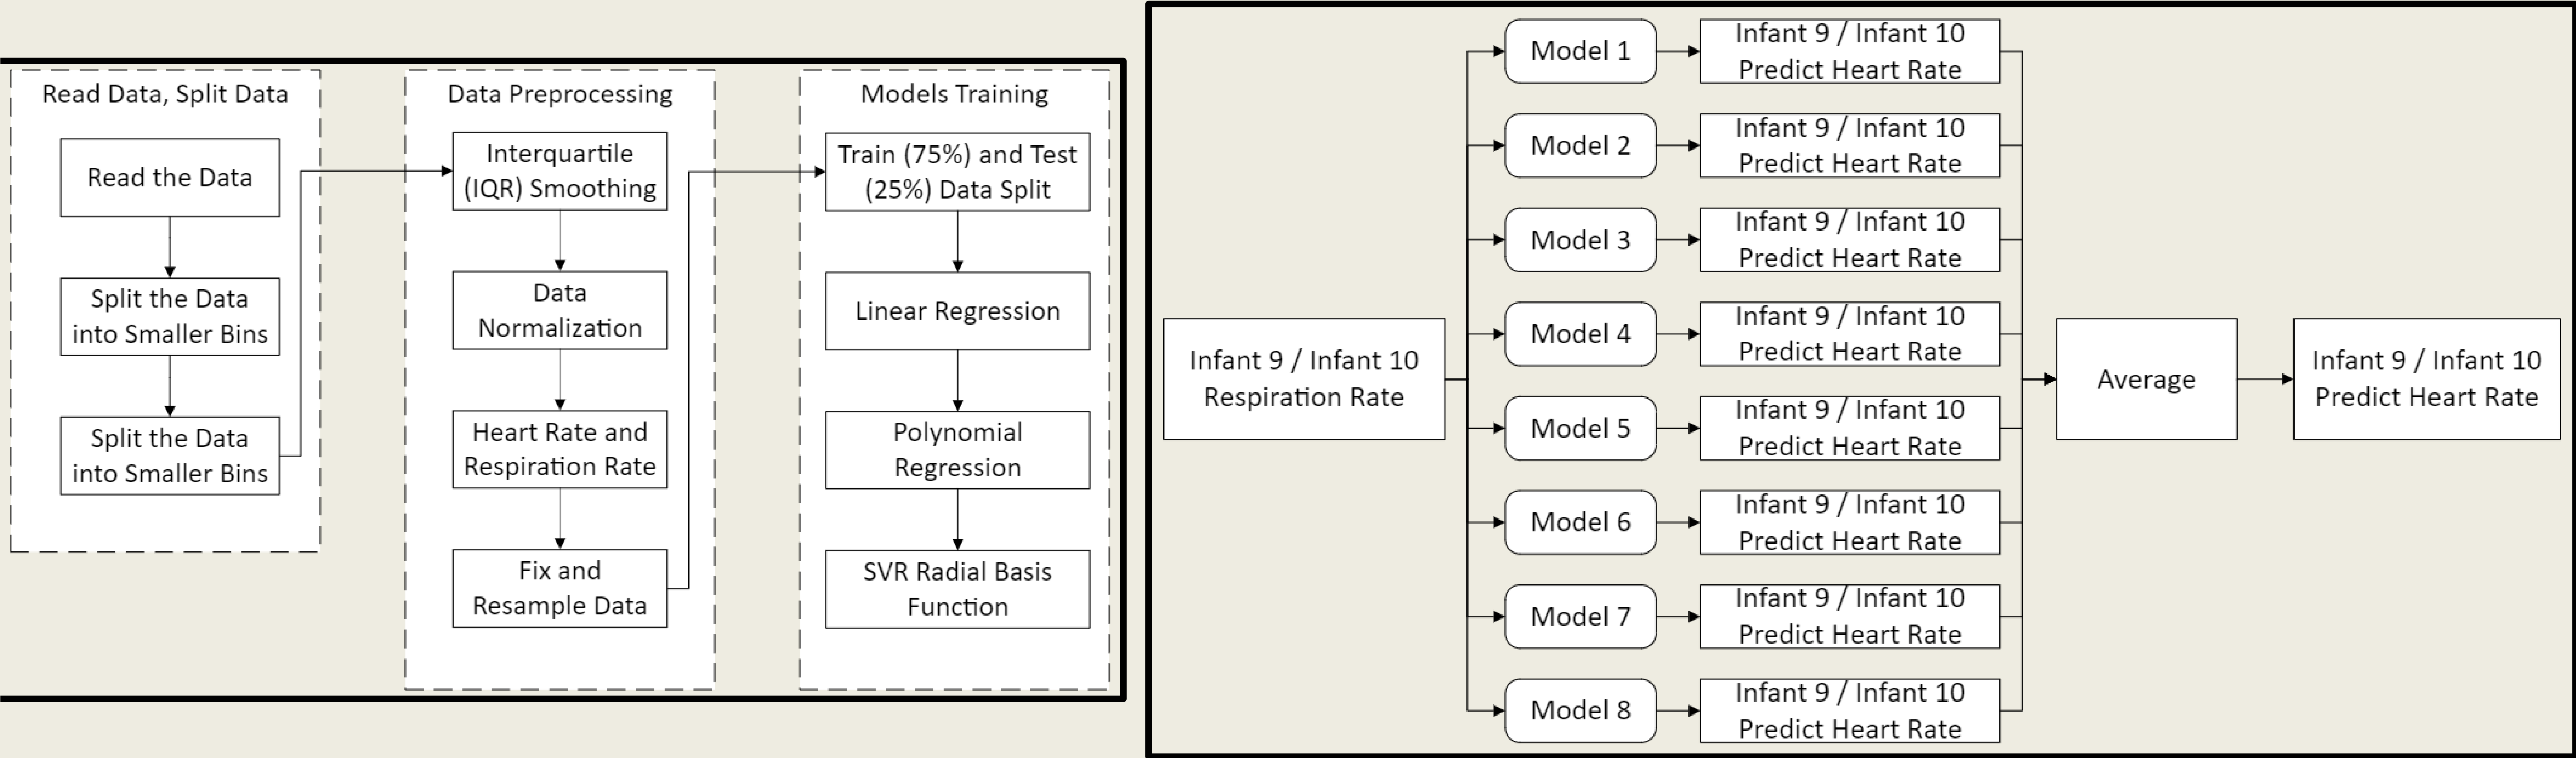 Read Data, Split Data
Read the Data
Split the Data
into Smaller Bins
Split the Data
into Smaller Bins
Data Preprocessing
Interquartile
(IQR) Smoothing
Data
Normalization
Heart Rate and
Respiration Rate
Fix and
Resample Data
Models Training
Train (75%) and Test
(25%) Data Split
Linear Regression
Polynomial
Regression
SVR Radial Basis
Function
Infant 9 / Infant 10
Respiration Rate
Model 1
Infant 9 / Infant 10
Predict Heart Rate
Model 2
Infant 9 / Infant 10
Predict Heart Rate
Model 3
Infant 9 / Infant 10
Predict Heart Rate
Model 4
Infant 9 / Infant 10
Predict Heart Rate
Model 5
Infant 9 / Infant 10
Predict Heart Rate
Model 6
Infant 9 / Infant 10
Predict Heart Rate
Model 7
Infant 9 / Infant 10
Predict Heart Rate
Model 8
Infant 9 / Infant 10
Predict Heart Rate
Average
Infant 9 / Infant 10
Predict Heart Rate